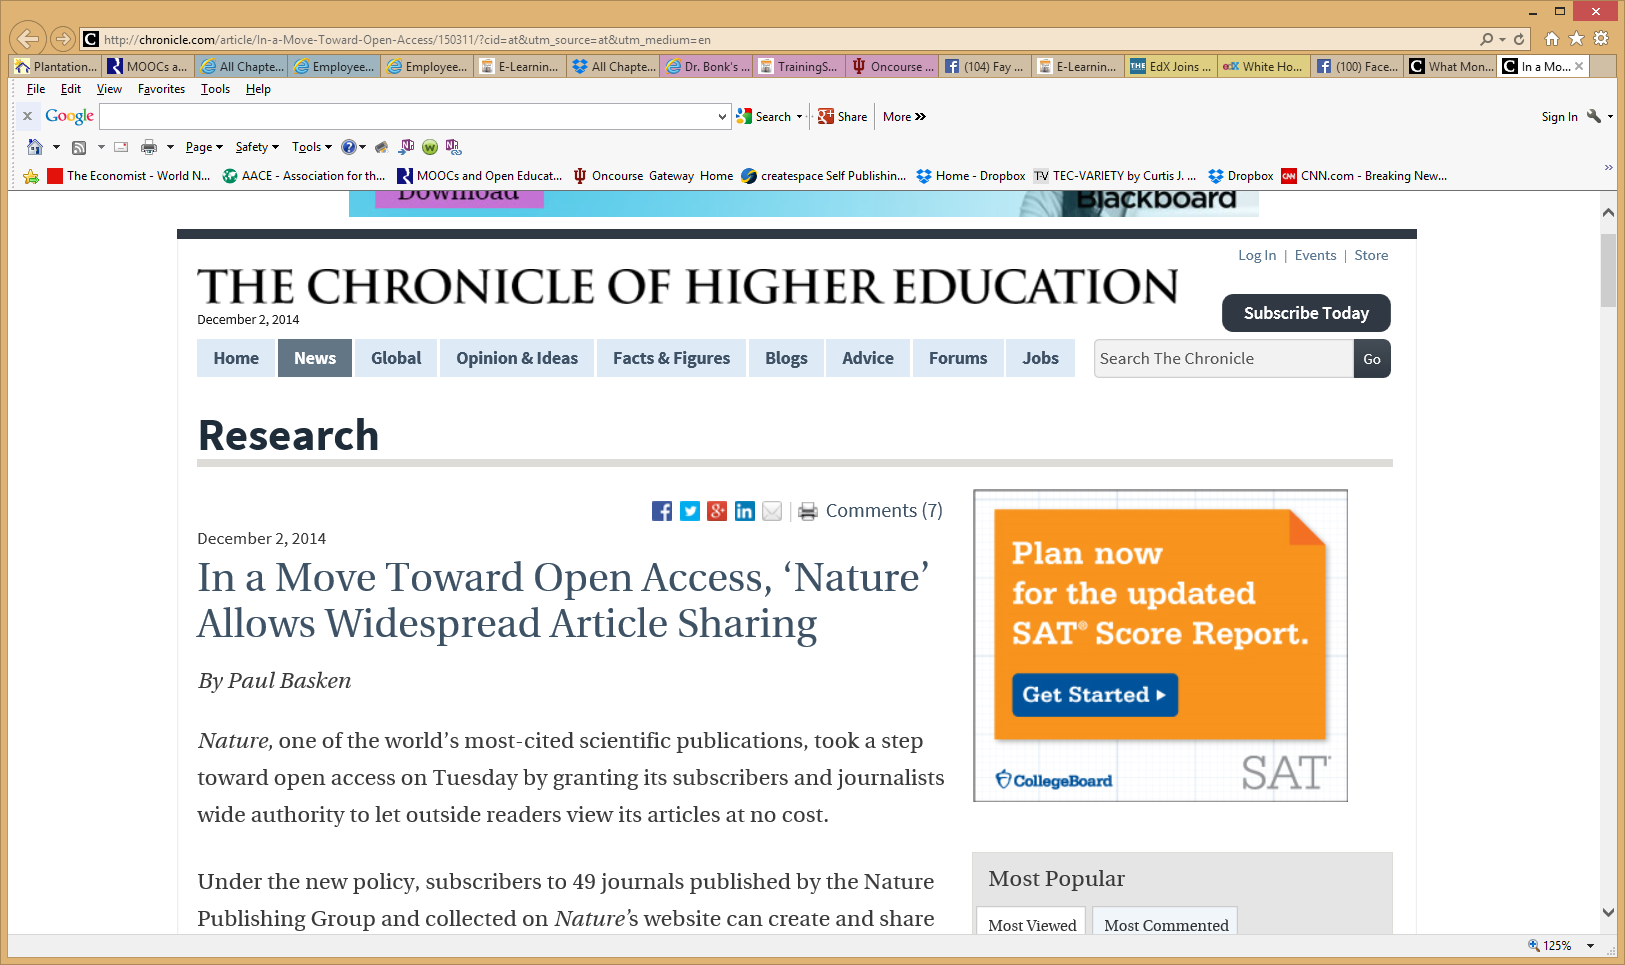 http://chronicle.com/article/In-a-Move-Toward-Open-Access/150311/?cid=at&utm_source=at&utm_medium=en
Plantation... MOOCs a... All Chapte... Employee... Employee... E-Learnin... All Chapte... Dr. Bonk's ... TrainingS... Oncourse ... (104) Fay ... E-Learnin... EdX Joins ... White Ho... (100) Face... What Mon... In a Mo...
File Edit View Favorites Tools Help
x Google Search Share More Sign In
Page Safety Tools
The Economist - World N... AACE - Association for th... MOOCs and Open Educat... Oncourse Gateway Home createspace Self Publishin... Home - Dropbox TV TEC-VARIETY by Curtis J. ... Dropbox CNN CNN.com - Breaking New...
Download Blackboard
Log In | Events | Store
THE CHRONICLE OF HIGHER EDUCATION
December 2, 2014
Subscribe Today
Home News Global Opinion & Ideas Facts & Figures Blogs Advice Forums Jobs Search The Chronicle Go
Research
Comments (7)
December 2, 2014
In a Move Toward Open Access, ‘Nature’
Allows Widespread Article Sharing
By Paul Basken
Nature, one of the world’s most-cited scientific publications, took a step
toward open access on Tuesday by granting its subscribers and journalists
wide authority to let outside readers view its articles at no cost.
Under the new policy, subscribers to 49 journals published by the Nature
Publishing Group and collected on Nature’s website can create and share
Plan now
for the updated
SAT® Score Report.
Get Started
CollegeBoard SAT
Most Popular
Most Viewed Most Commented
125%